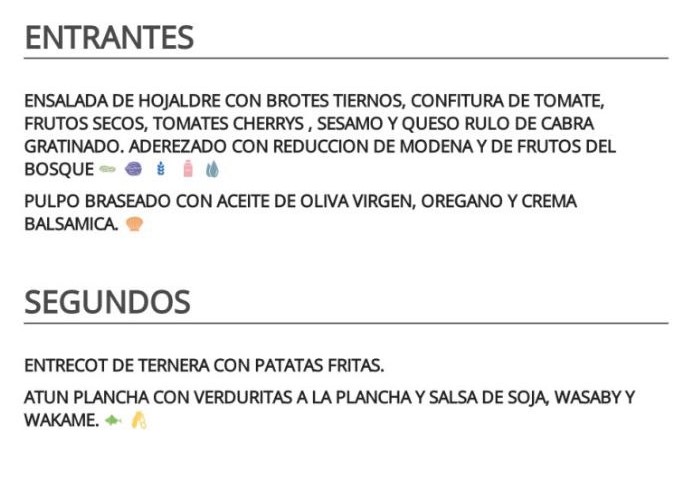 ENTRANTES
ENSALADA DE HOJALDRE CON BROTES TIERNOS, CONFITURA DE TOMATE,
FRUTOS SECOS, TOMATES CHERRYS , SESAMO Y QUESO RULO DE CABRA
GRATINADO. ADEREZADO CON REDUCCION DE MODENA Y DE FRUTOS DEL
BOSQUE
PULPO BRASEADO CON ACEITE DE OLIVA VIRGEN, OREGANO Y CREMA
BALSAMICA.
SEGUNDOS
ENTRECOT DE TERNERA CON PATATAS FRITAS.
ATUN PLANCHA CON VERDURITAS A LA PLANCHA Y SALSA DE SOJA, WASABY Y
WAKAME.